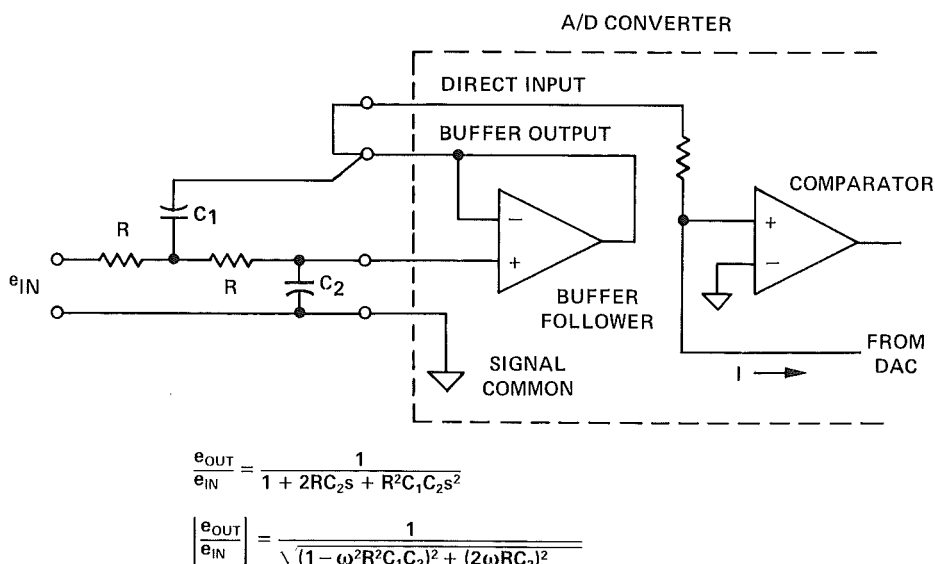 A/D CONVERTER
DIRECT INPUT
BUFFER OUTPUT
COMPARATOR
C1
R
R
C2
eIN
−
+
+
−
BUFFER
FOLLOWER
SIGNAL
COMMON
FROM
DAC
I
eOUT/eIN = 1/(1 + 2RC2s + R²C1C2s²)
|eOUT/eIN| = 1/√((1 − ω²R²C1C2)² + (2ωRC2)²)